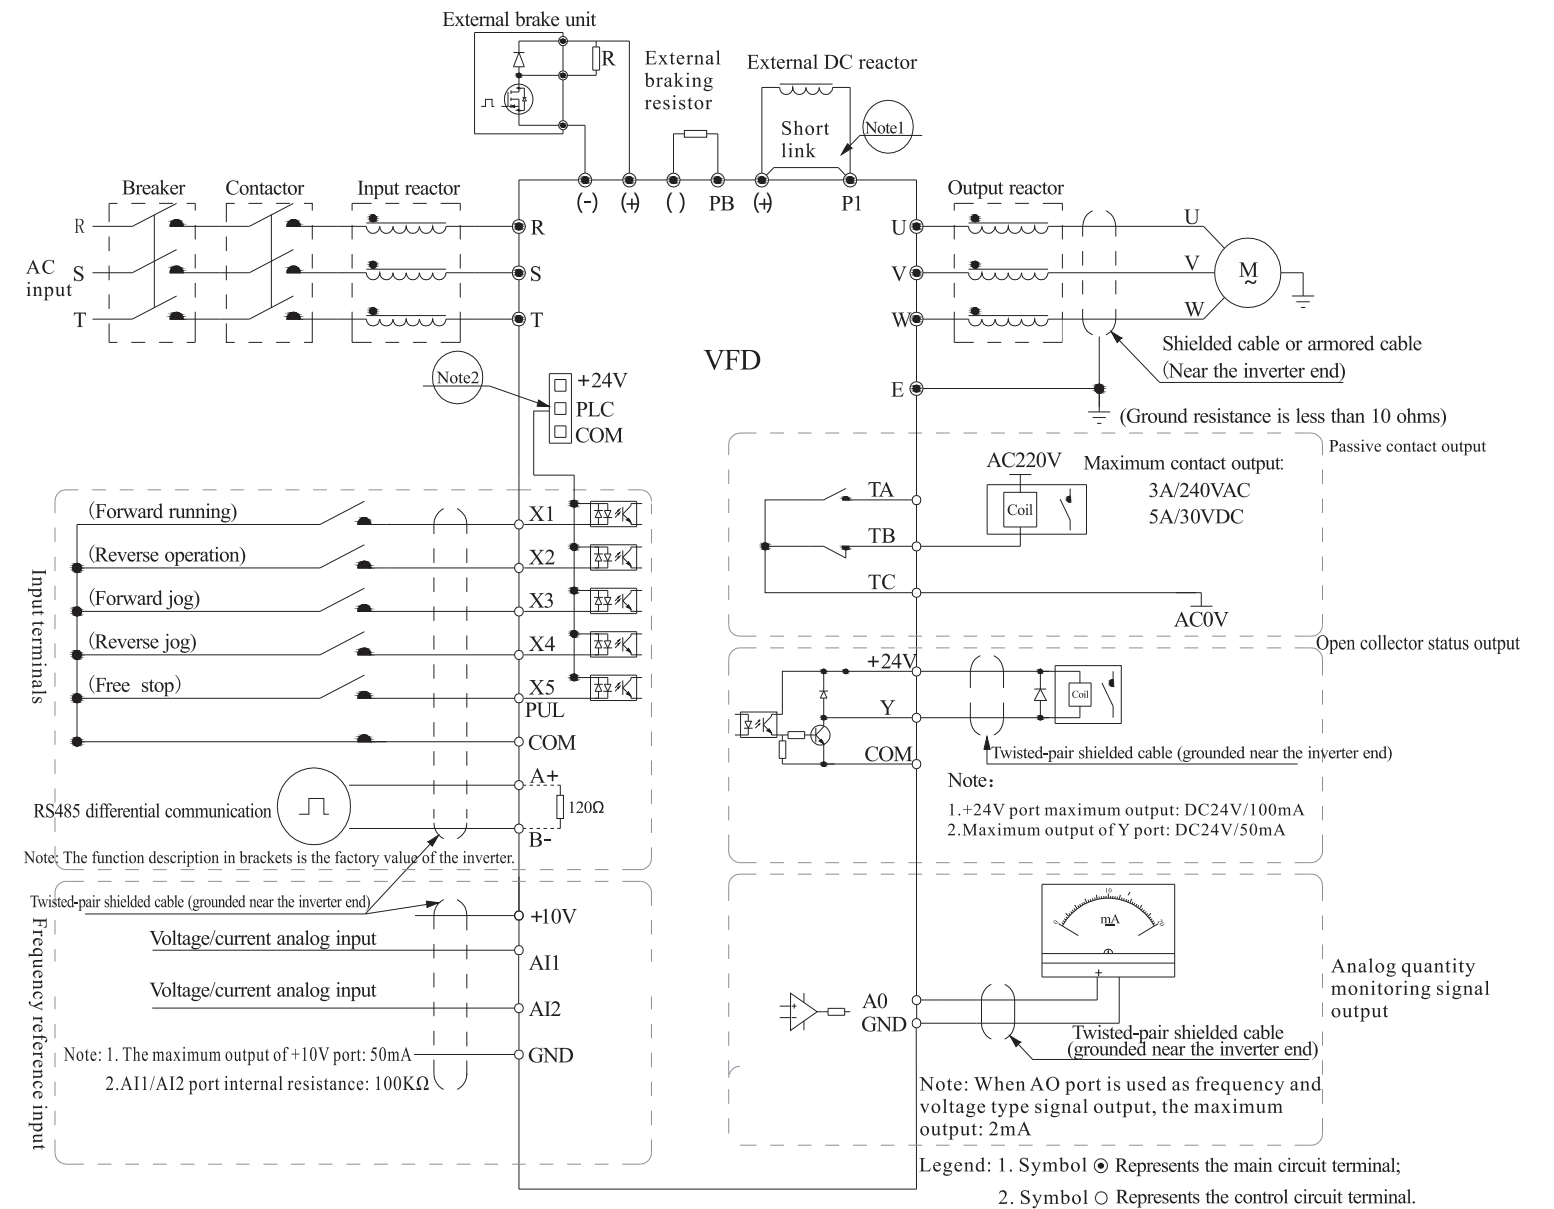 External brake unit
R
External
braking
resistor
External DC reactor
Short
link
Note1
Breaker
Contactor
Input reactor
(-)
(+)
( )
PB
(+)
P1
Output reactor
R
R
U
U
AC
input
S
S
V
V
M
~
T
T
W
W
VFD
Shielded cable or armored cable
(Near the inverter end)
Note2
+24V
PLC
COM
E
(Ground resistance is less than 10 ohms)
Passive contact output
AC220V
Maximum contact output:
3A/240VAC
5A/30VDC
TA
Coil
TB
TC
AC0V
Input terminals
(Forward running)
X1
(Reverse operation)
X2
(Forward jog)
X3
(Reverse jog)
X4
(Free stop)
X5
PUL
COM
A+
RS485 differential communication
120Ω
B-
Note: The function description in brackets is the factory value of the inverter.
Open collector status output
+24V
Coil
Y
COM
Twisted-pair shielded cable (grounded near the inverter end)
Note:
1.+24V port maximum output: DC24V/100mA
2.Maximum output of Y port: DC24V/50mA
Twisted-pair shielded cable (grounded near the inverter end)
Frequency reference input
+10V
Voltage/current analog input
AI1
Voltage/current analog input
AI2
Note: 1. The maximum output of +10V port: 50mA
GND
2.AI1/AI2 port internal resistance: 100KΩ
0
10
20
mA
+
Analog quantity
monitoring signal
output
A0
GND
Twisted-pair shielded cable
(grounded near the inverter end)
Note: When AO port is used as frequency and
voltage type signal output, the maximum
output: 2mA
Legend: 1. Symbol Represents the main circuit terminal;
2. Symbol Represents the control circuit terminal.